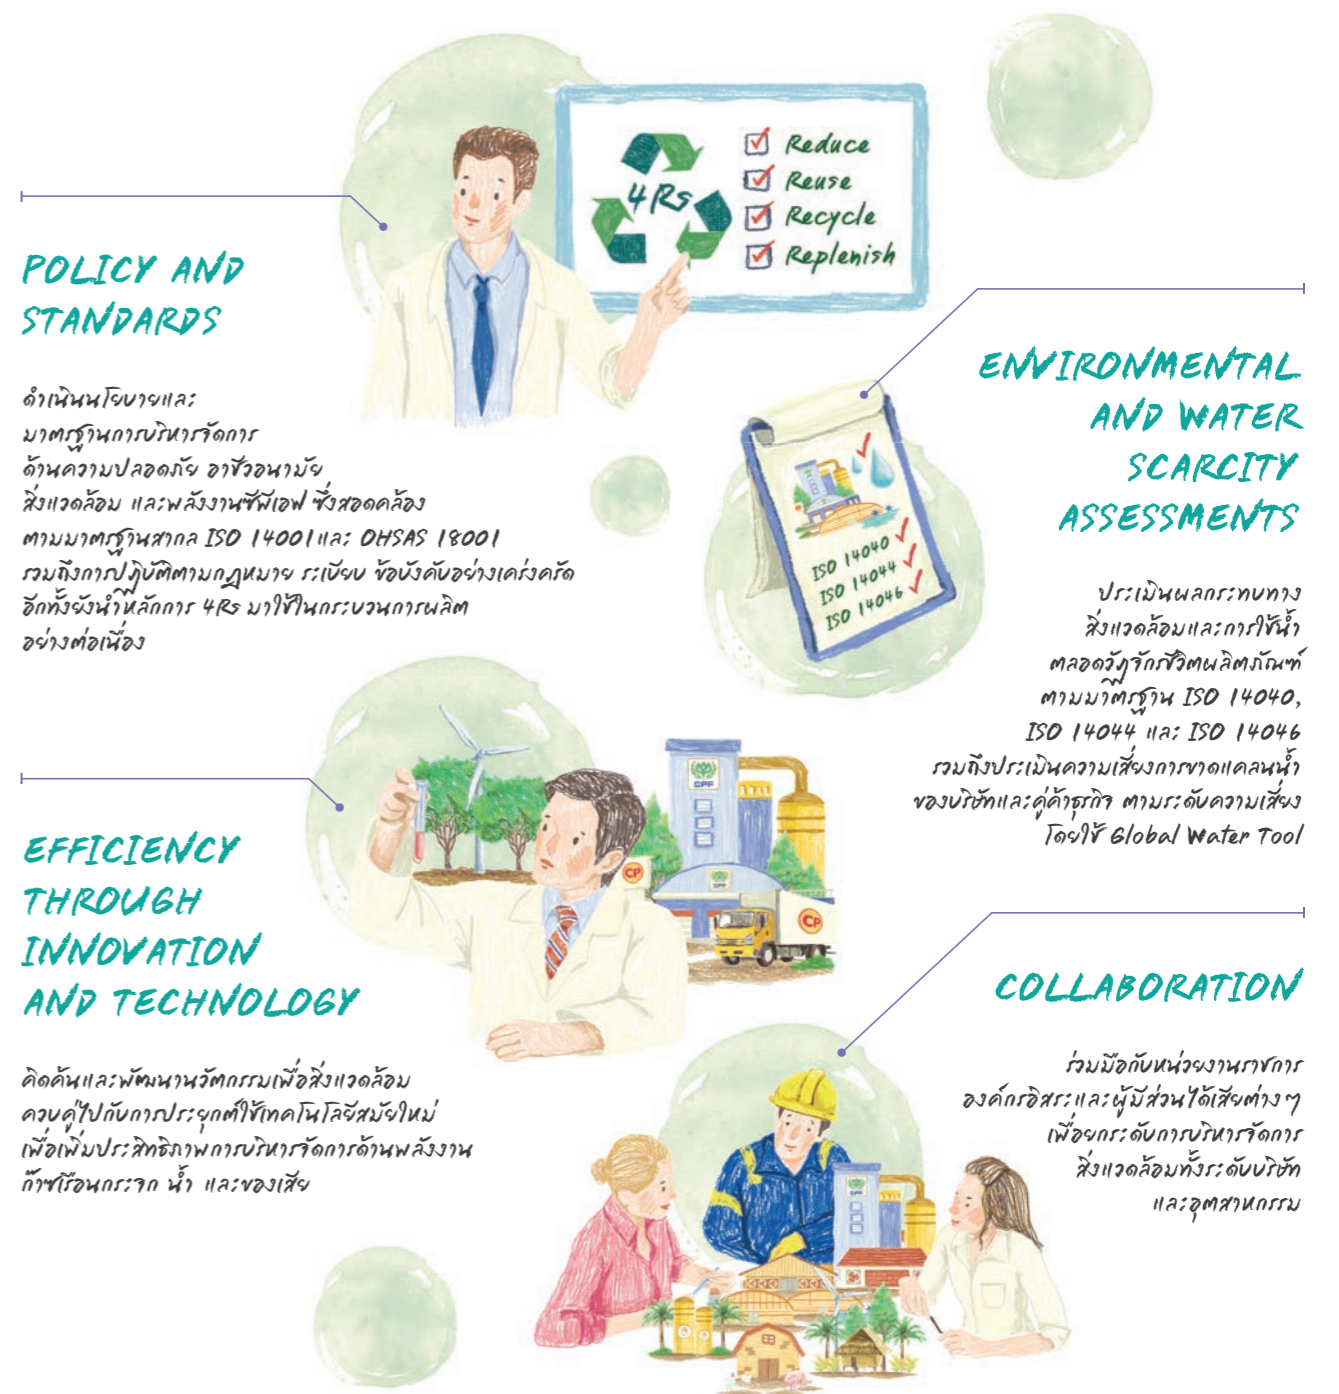 4Rs
Reduce
Reuse
Recycle
Replenish
POLICY AND
STANDARDS
ดำเนินนโยบายและ
มาตรฐานการบริหารจัดการ
ด้านความปลอดภัย อาชีวอนามัย
สิ่งแวดล้อม และพลังงานซีพีเอฟ ซึ่งสอดคล้อง
ตามมาตรฐานสากล ISO 14001และ OHSAS 18001
รวมถึงการปฏิบัติตามกฎหมาย ระเบียบ ข้อบังคับอย่างเคร่งครัด
อีกทั้งยังนำหลักการ 4Rs มาใช้ในกระบวนการผลิต
อย่างต่อเนื่อง
ENVIRONMENTAL
AND WATER
SCARCITY
ASSESSMENTS
ประเมินผลกระทบทาง
สิ่งแวดล้อมและการใช้น้ำ
ตลอดวัฏจักรชีวิตผลิตภัณฑ์
ตามมาตรฐาน ISO 14040,
ISO 14044 และ ISO 14046
รวมถึงประเมินความเสี่ยงการขาดแคลนน้ำ
ของบริษัทและคู่ค้าธุรกิจ ตามระดับความเสี่ยง
โดยใช้ Global Water Tool
ISO 14040
ISO 14044
ISO 14046
EFFICIENCY
THROUGH
INNOVATION
AND TECHNOLOGY
คิดค้นและพัฒนานวัตกรรมเพื่อสิ่งแวดล้อม
ควบคู่ไปกับการประยุกต์ใช้เทคโนโลยีสมัยใหม่
เพื่อเพิ่มประสิทธิภาพการบริหารจัดการด้านพลังงาน
ก๊าซเรือนกระจก น้ำ และของเสีย
CPF
CP
CPF
CP
COLLABORATION
ร่วมมือกับหน่วยงานราชการ
องค์กรอิสระและผู้มีส่วนได้เสียต่างๆ
เพื่อยกระดับการบริหารจัดการ
สิ่งแวดล้อมทั้งระดับบริษัท
และอุตสาหกรรม
CPF